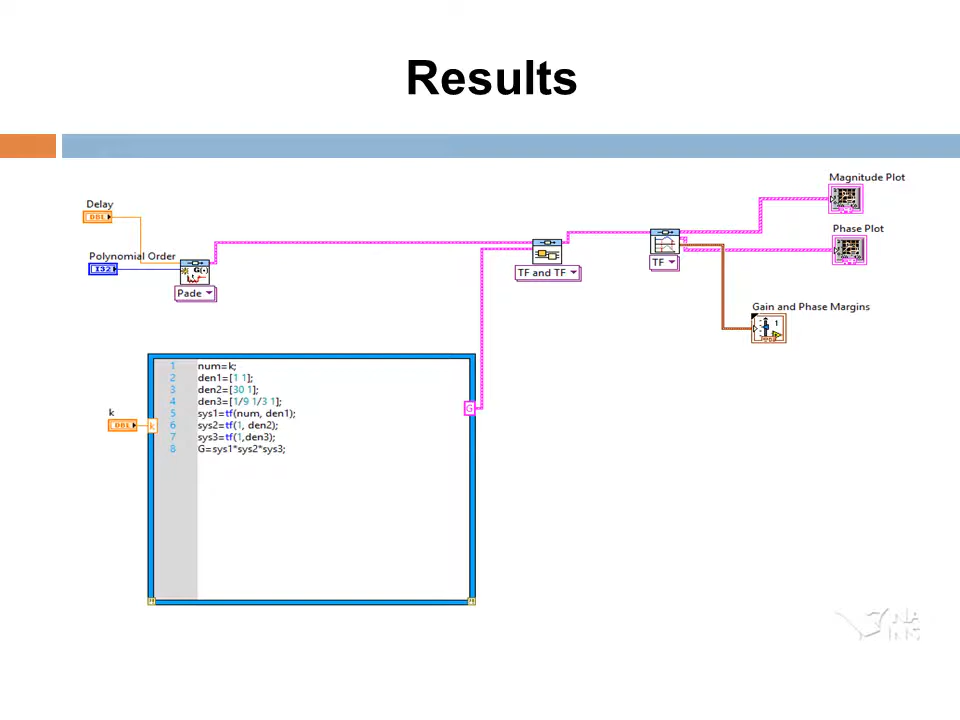 Results
Magnitude Plot
Delay
DBL
Phase Plot
Polynomial Order
I32
G(·)
TF and TF
TF
Pade
Gain and Phase Margins
1
1 num=k;
2 den1=[1 1];
3 den2=[30 1];
4 den3=[1/9 1/3 1];
5 sys1=tf(num, den1);
6 sys2=tf(1, den2);
7 sys3=tf(1,den3);
8 G=sys1*sys2*sys3;
G
k
DBL
k